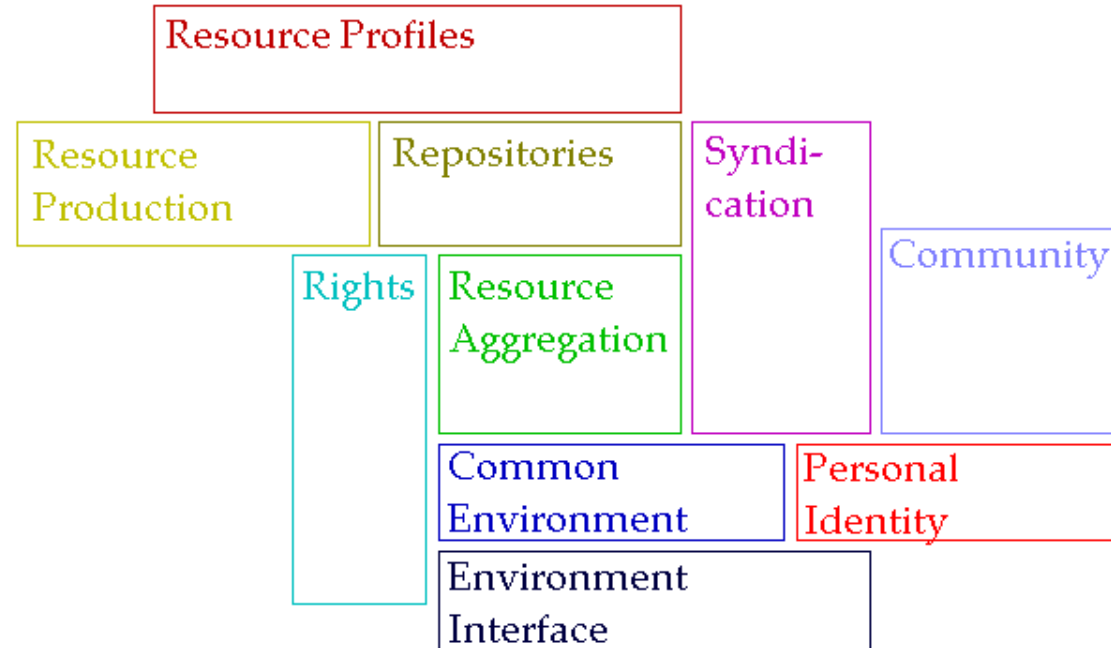 Resource Profiles
Resource
Production
Repositories
Syndi-
cation
Community
Rights
Resource
Aggregation
Common
Environment
Personal
Identity
Environment
Interface